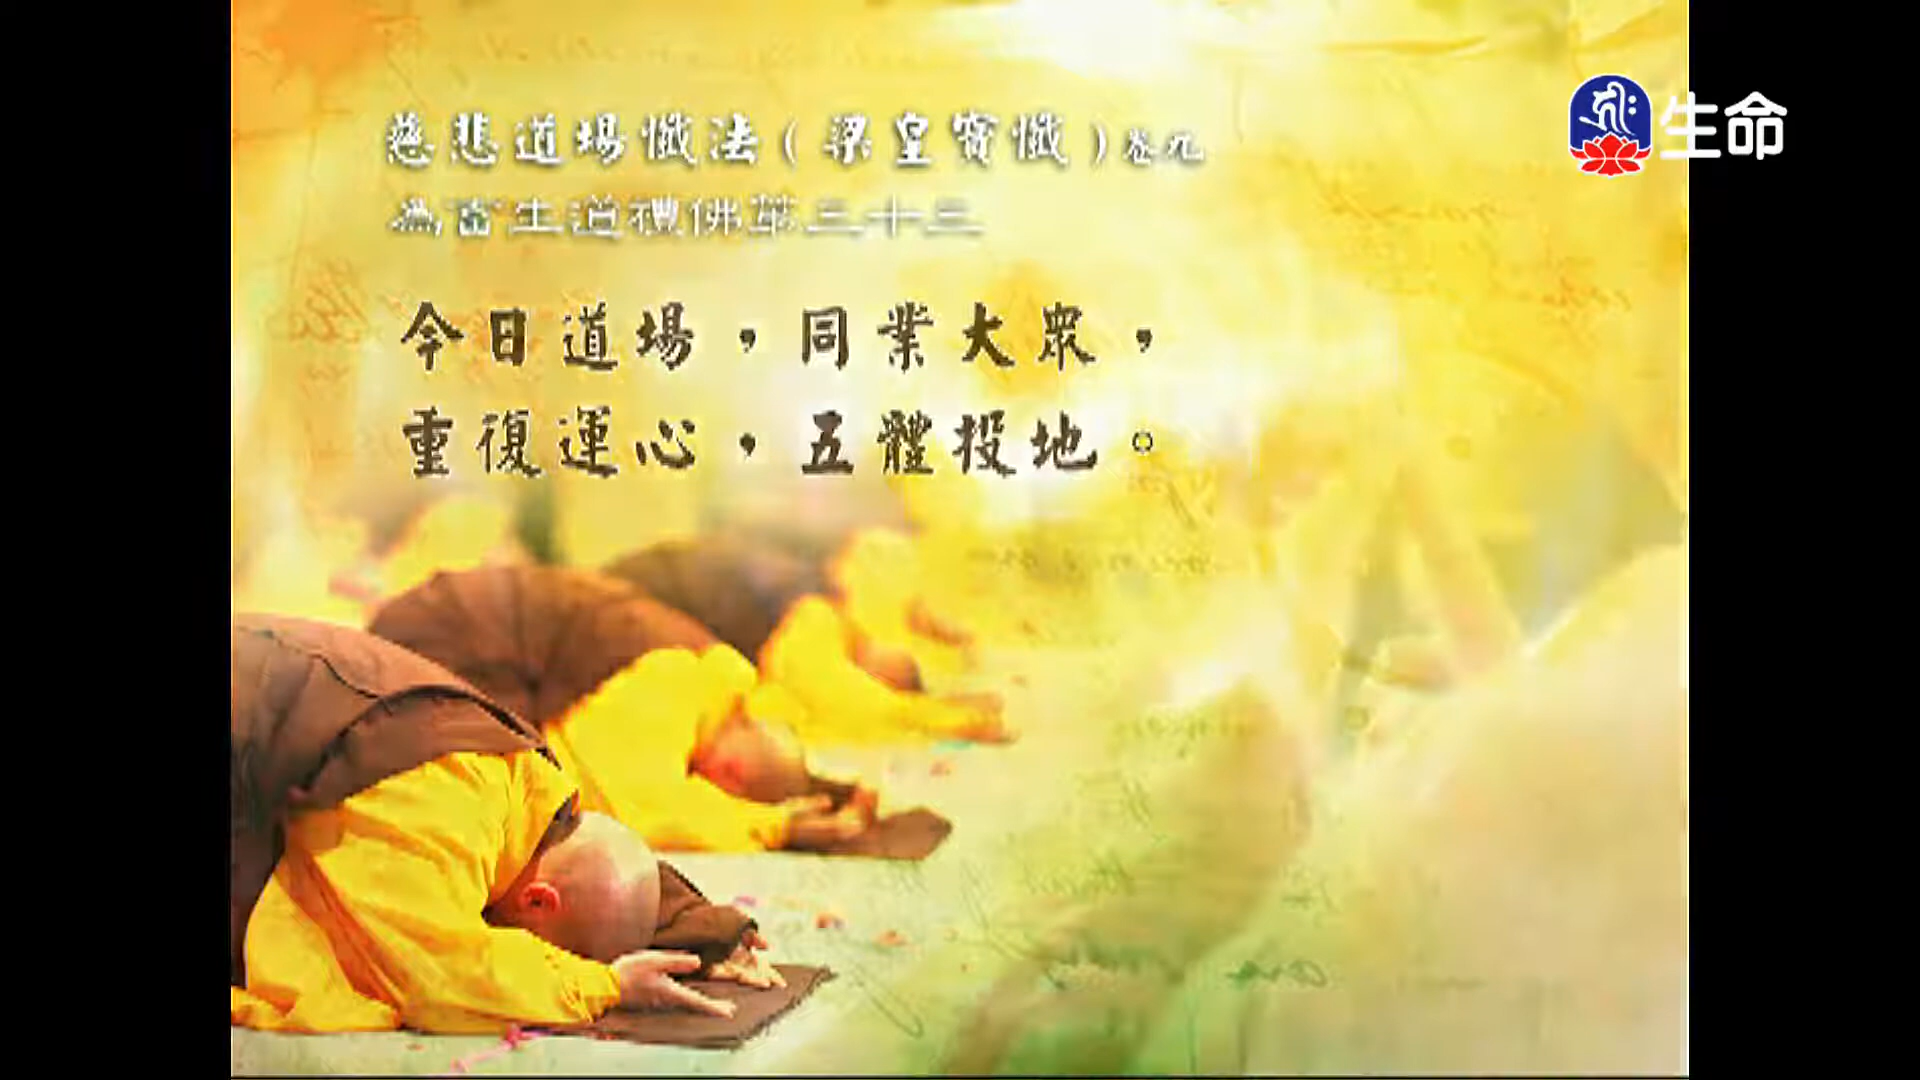 慈悲道場懺法(梁皇寶懺)卷九
為畜生道禮佛第三十三
今日道場,同業大眾,
重復運心,五體投地。
生命